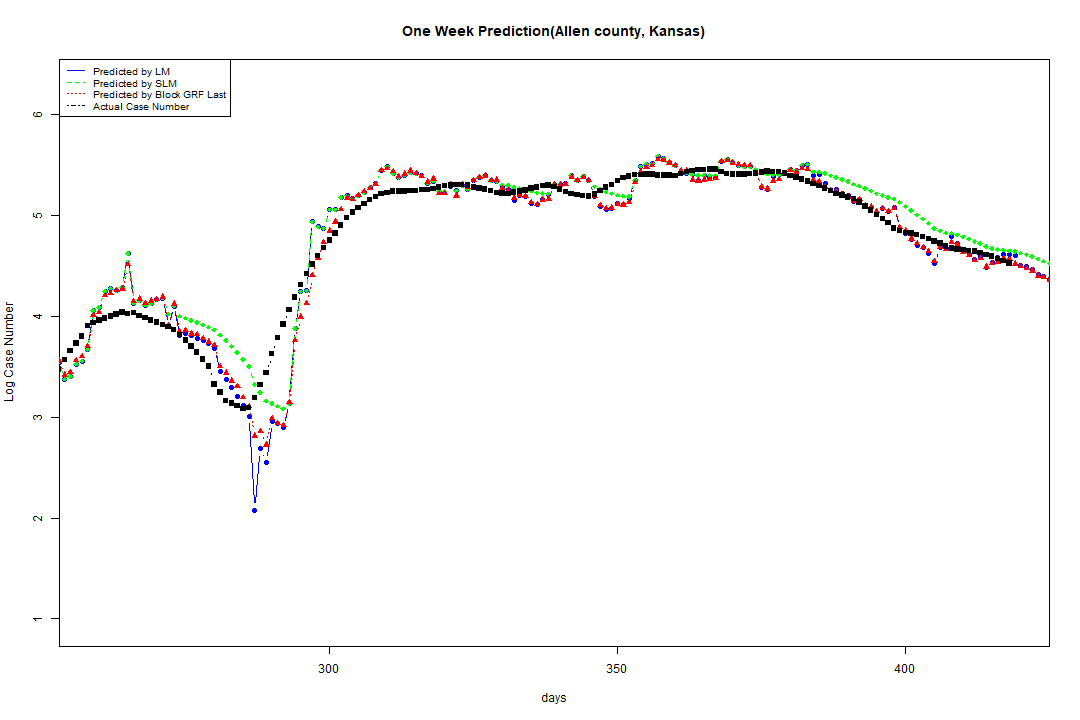 One Week Prediction(Allen county, Kansas)
Predicted by LM
Predicted by SLM
Predicted by Block GRF Last
Actual Case Number
6
5
4
3
2
1
Log Case Number
300
350
400
days